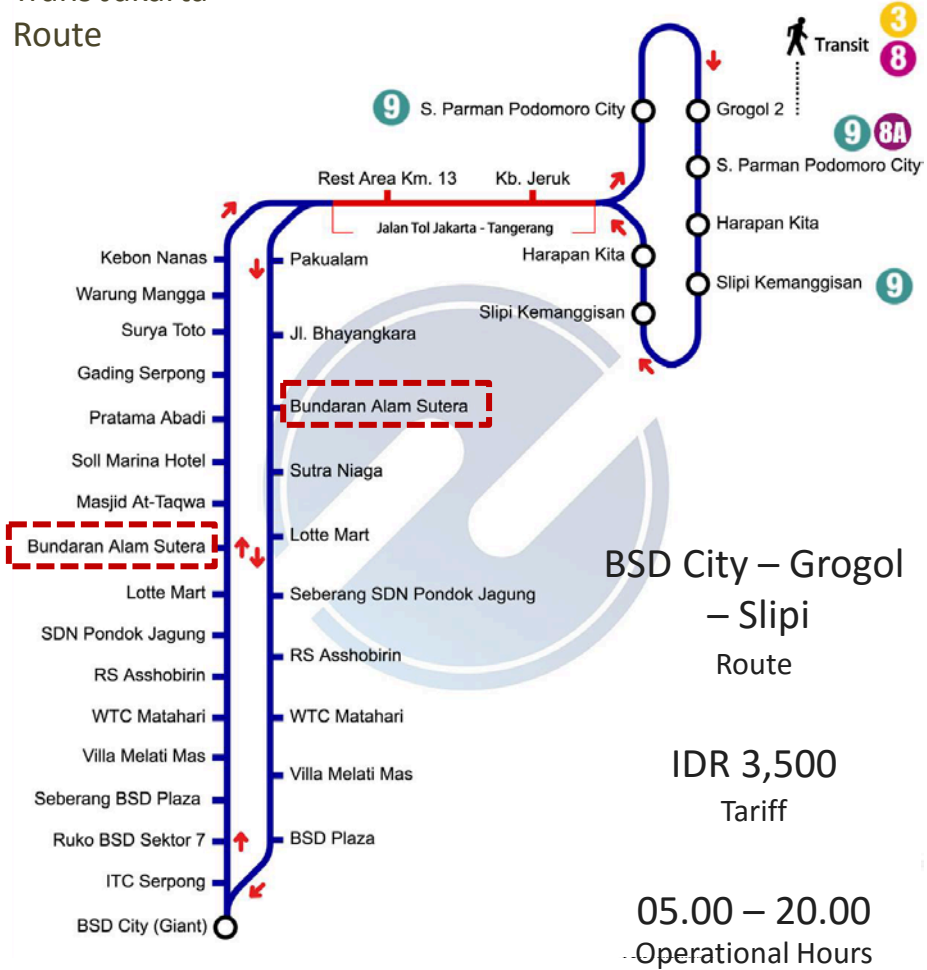 Route
3
Transit
8
9 S. Parman Podomoro City
Grogol 2
9 8A
S. Parman Podomoro City
Rest Area Km. 13
Kb. Jeruk
Jalan Tol Jakarta - Tangerang
Harapan Kita
Harapan Kita
Slipi Kemanggisan 9
Slipi Kemanggisan
Kebon Nanas
Pakualam
Warung Mangga
Surya Toto
Jl. Bhayangkara
Gading Serpong
Bundaran Alam Sutera
Pratama Abadi
Soll Marina Hotel
Sutra Niaga
Masjid At-Taqwa
Lotte Mart
Bundaran Alam Sutera
Lotte Mart
Seberang SDN Pondok Jagung
SDN Pondok Jagung
RS Asshobirin
RS Asshobirin
WTC Matahari
WTC Matahari
Villa Melati Mas
Villa Melati Mas
Seberang BSD Plaza
Ruko BSD Sektor 7
BSD Plaza
ITC Serpong
BSD City (Giant)
BSD City – Grogol
– Slipi
Route
IDR 3,500
Tariff
05.00 – 20.00
Operational Hours